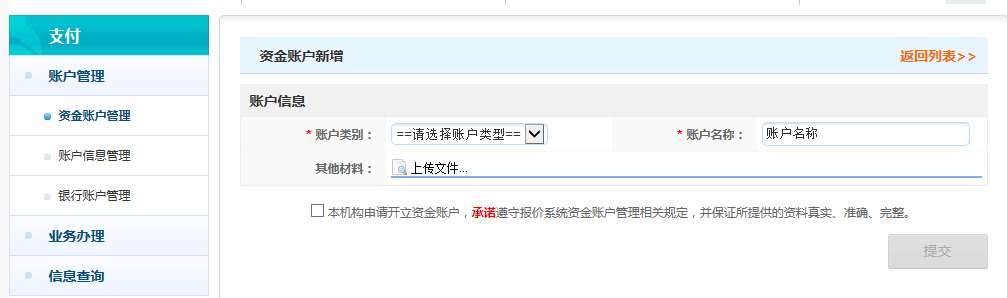 支付
账户管理
资金账户管理
账户信息管理
银行账户管理
业务办理
信息查询
资金账户新增 返回列表>>
账户信息
* 账户类别： ==请选择账户类型== * 账户名称： 账户名称
其他材料： 上传文件...
本机构申请开立资金账户，承诺遵守报价系统资金账户管理相关规定，并保证所提供的资料真实、准确、完整。
提交